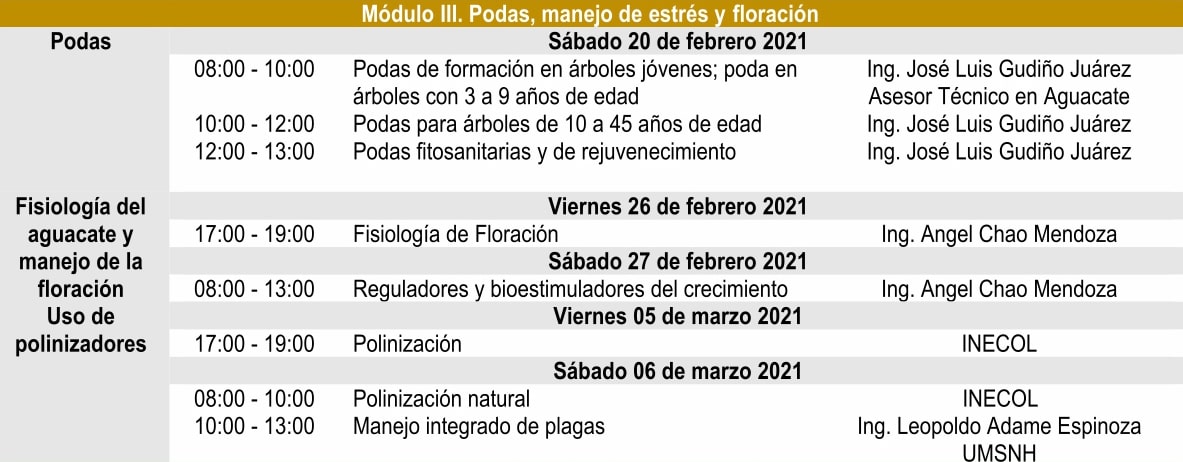 Módulo III. Podas, manejo de estrés y floración
Podas
Sábado 20 de febrero 2021
08:00 - 10:00 Podas de formación en árboles jóvenes; poda en Ing. José Luis Gudiño Juárez
árboles con 3 a 9 años de edad Asesor Técnico en Aguacate
10:00 - 12:00 Podas para árboles de 10 a 45 años de edad Ing. José Luis Gudiño Juárez
12:00 - 13:00 Podas fitosanitarias y de rejuvenecimiento Ing. José Luis Gudiño Juárez
Fisiología del
aguacate y
manejo de la
floración
Uso de
polinizadores
Viernes 26 de febrero 2021
17:00 - 19:00 Fisiología de Floración Ing. Angel Chao Mendoza
Sábado 27 de febrero 2021
08:00 - 13:00 Reguladores y bioestimuladores del crecimiento Ing. Angel Chao Mendoza
Viernes 05 de marzo 2021
17:00 - 19:00 Polinización INECOL
Sábado 06 de marzo 2021
08:00 - 10:00 Polinización natural INECOL
10:00 - 13:00 Manejo integrado de plagas Ing. Leopoldo Adame Espinoza
UMSNH